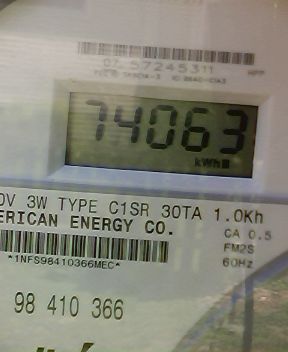 07 57245311
74063
kWh
0V 3W TYPE C1SR 30TA 1.0Kh
ERICAN ENERGY CO.
CA 0.5
FM2S
60Hz
*1NFS98410366MEC*
98 410 366